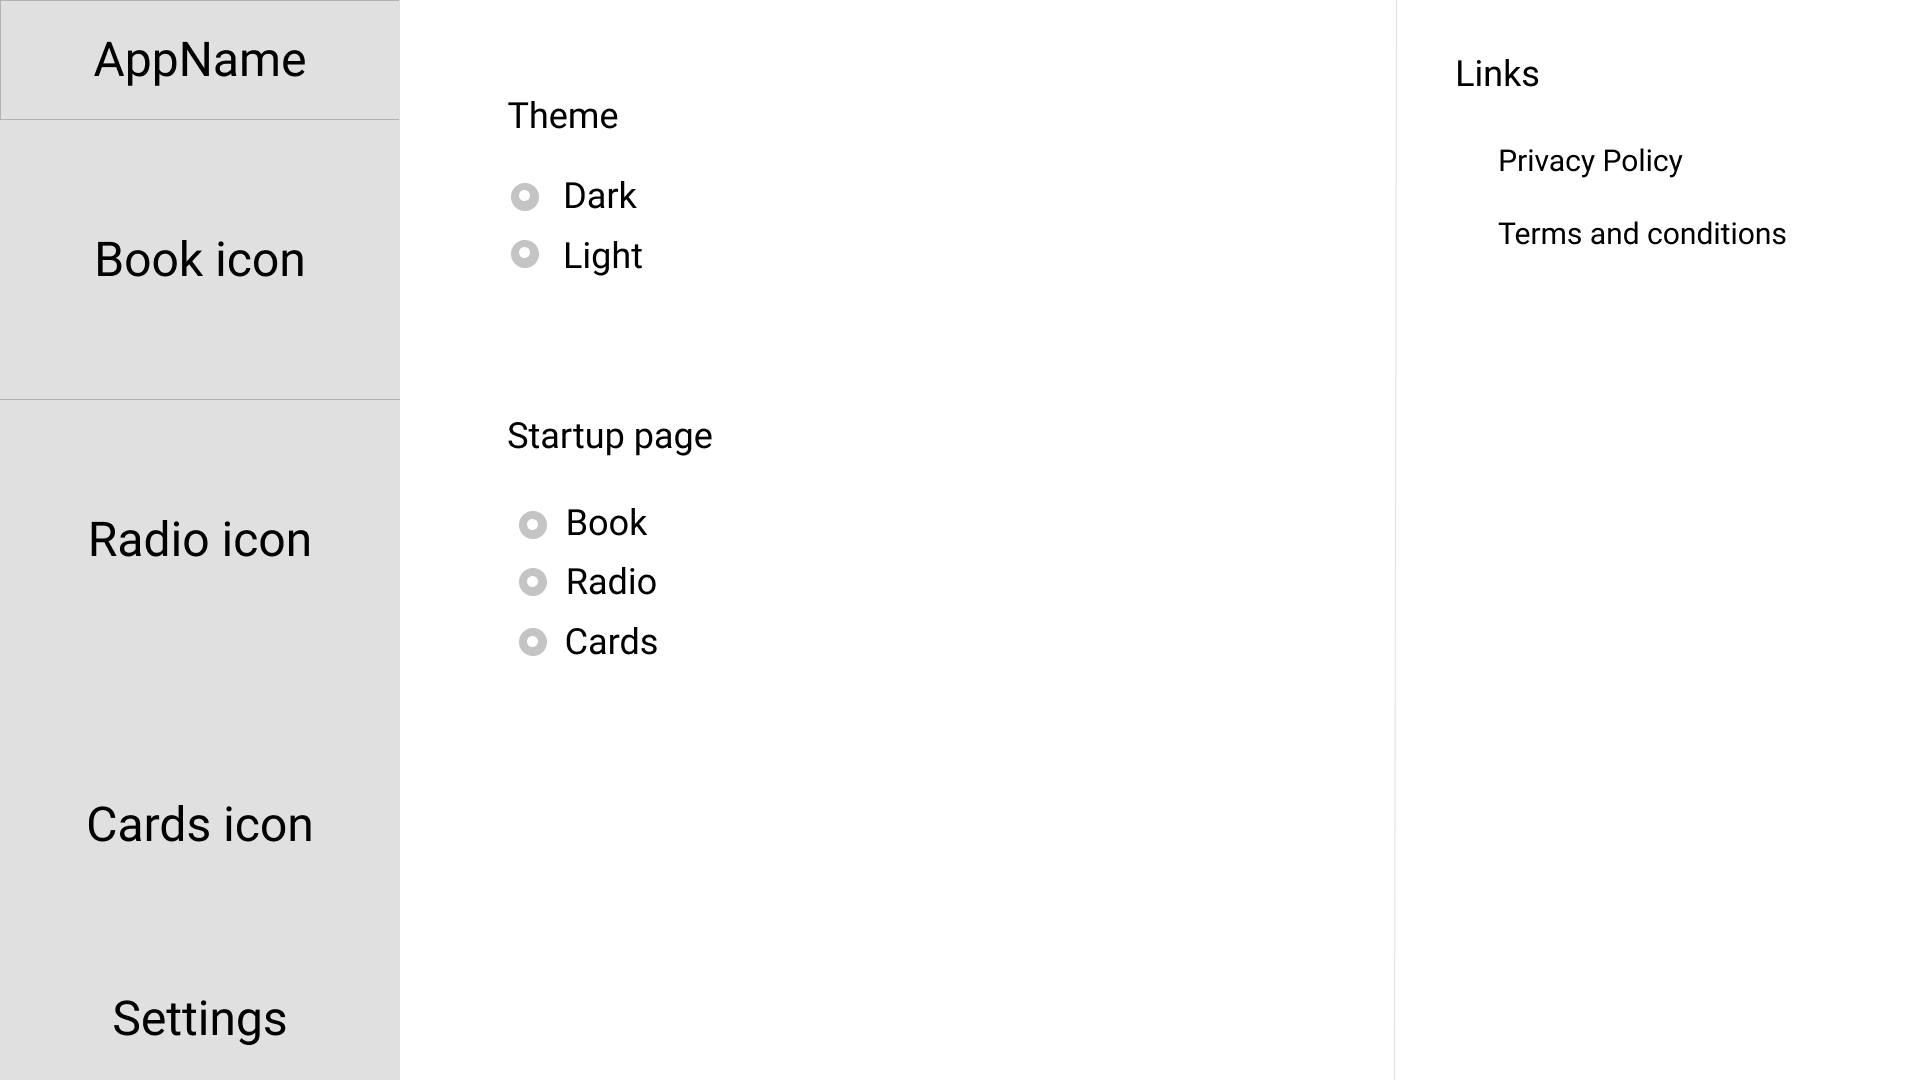 AppName
Book icon
Radio icon
Cards icon
Settings
Theme
Dark
Light
Startup page
Book
Radio
Cards
Links
Privacy Policy
Terms and conditions